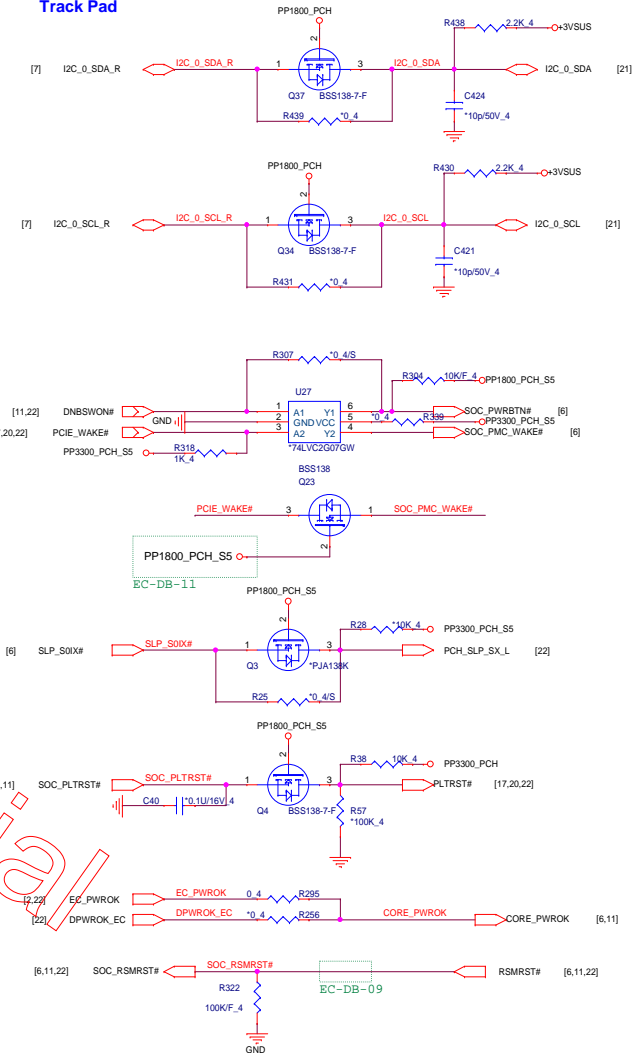 Track Pad
PP1800_PCH
R438 2.2K_4 +3VSUS
2
[7] I2C_0_SDA_R I2C_0_SDA_R 1 3 I2C_0_SDA I2C_0_SDA [21]
Q37 BSS138-7-F
C424
R439 *0_4
*10p/50V_4
PP1800_PCH
R430 2.2K_4 +3VSUS
2
[7] I2C_0_SCL_R I2C_0_SCL_R 1 3 I2C_0_SCL I2C_0_SCL [21]
Q34 BSS138-7-F
C421
*10p/50V_4
R431 *0_4
R307 *0_4/S
R304 10K/F_4 PP1800_PCH_S5
U27
[11,22] DNBSWON# 1 A1 Y1 6 SOC_PWRBTN# [6]
GND 2 GND VCC 5 *0_4 R339 PP3300_PCH_S5
,20,22] PCIE_WAKE# 3 A2 Y2 4 SOC_PMC_WAKE# [6]
R318
PP3300_PCH_S5 1K_4
*74LVC2G07GW
BSS138
Q23
PCIE_WAKE# 3 1 SOC_PMC_WAKE#
2
PP1800_PCH_S5
EC-DB-11
PP1800_PCH_S5
R28 *10K_4 PP3300_PCH_S5
2
[6] SLP_S0IX# SLP_S0IX# 1 3 PCH_SLP_SX_L [22]
Q3 *PJA138K
R25 *0_4/S
PP1800_PCH_S5
R38 10K_4 PP3300_PCH
2
,11] SOC_PLTRST# SOC_PLTRST# 1 3 PLTRST# [17,20,22]
C40 *0.1U/16V_4
Q4 BSS138-7-F R57
*100K_4
[2,22] EC_PWROK EC_PWROK 0_4 R295
[22] DPWROK_EC DPWROK_EC *0_4 R256 CORE_PWROK CORE_PWROK [6,11]
[6,11,22] SOC_RSMRST# SOC_RSMRST# RSMRST# [6,11,22]
EC-DB-09
R322
100K/F_4
GND